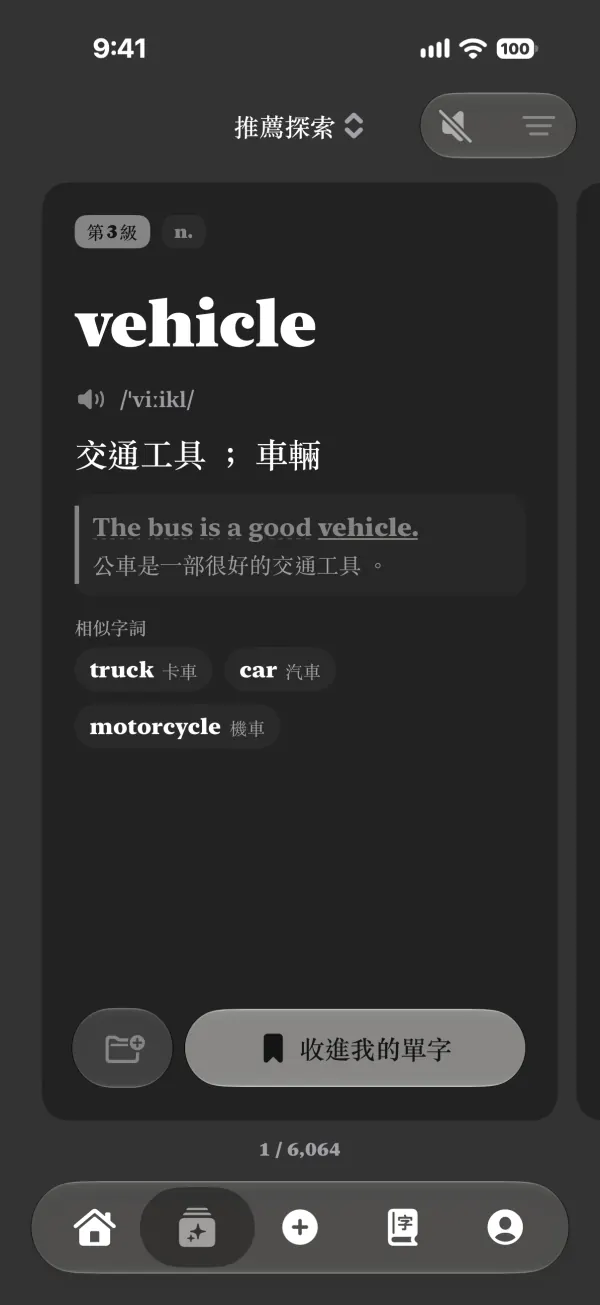 9:41
100
推薦探索
第3級 n.
vehicle
/ˈviːikl/
交通工具 ； 車輛
The bus is a good vehicle.
公車是一部很好的交通工具 。
相似字詞
truck 卡車 car 汽車
motorcycle 機車
收進我的單字
1 / 6,064
字